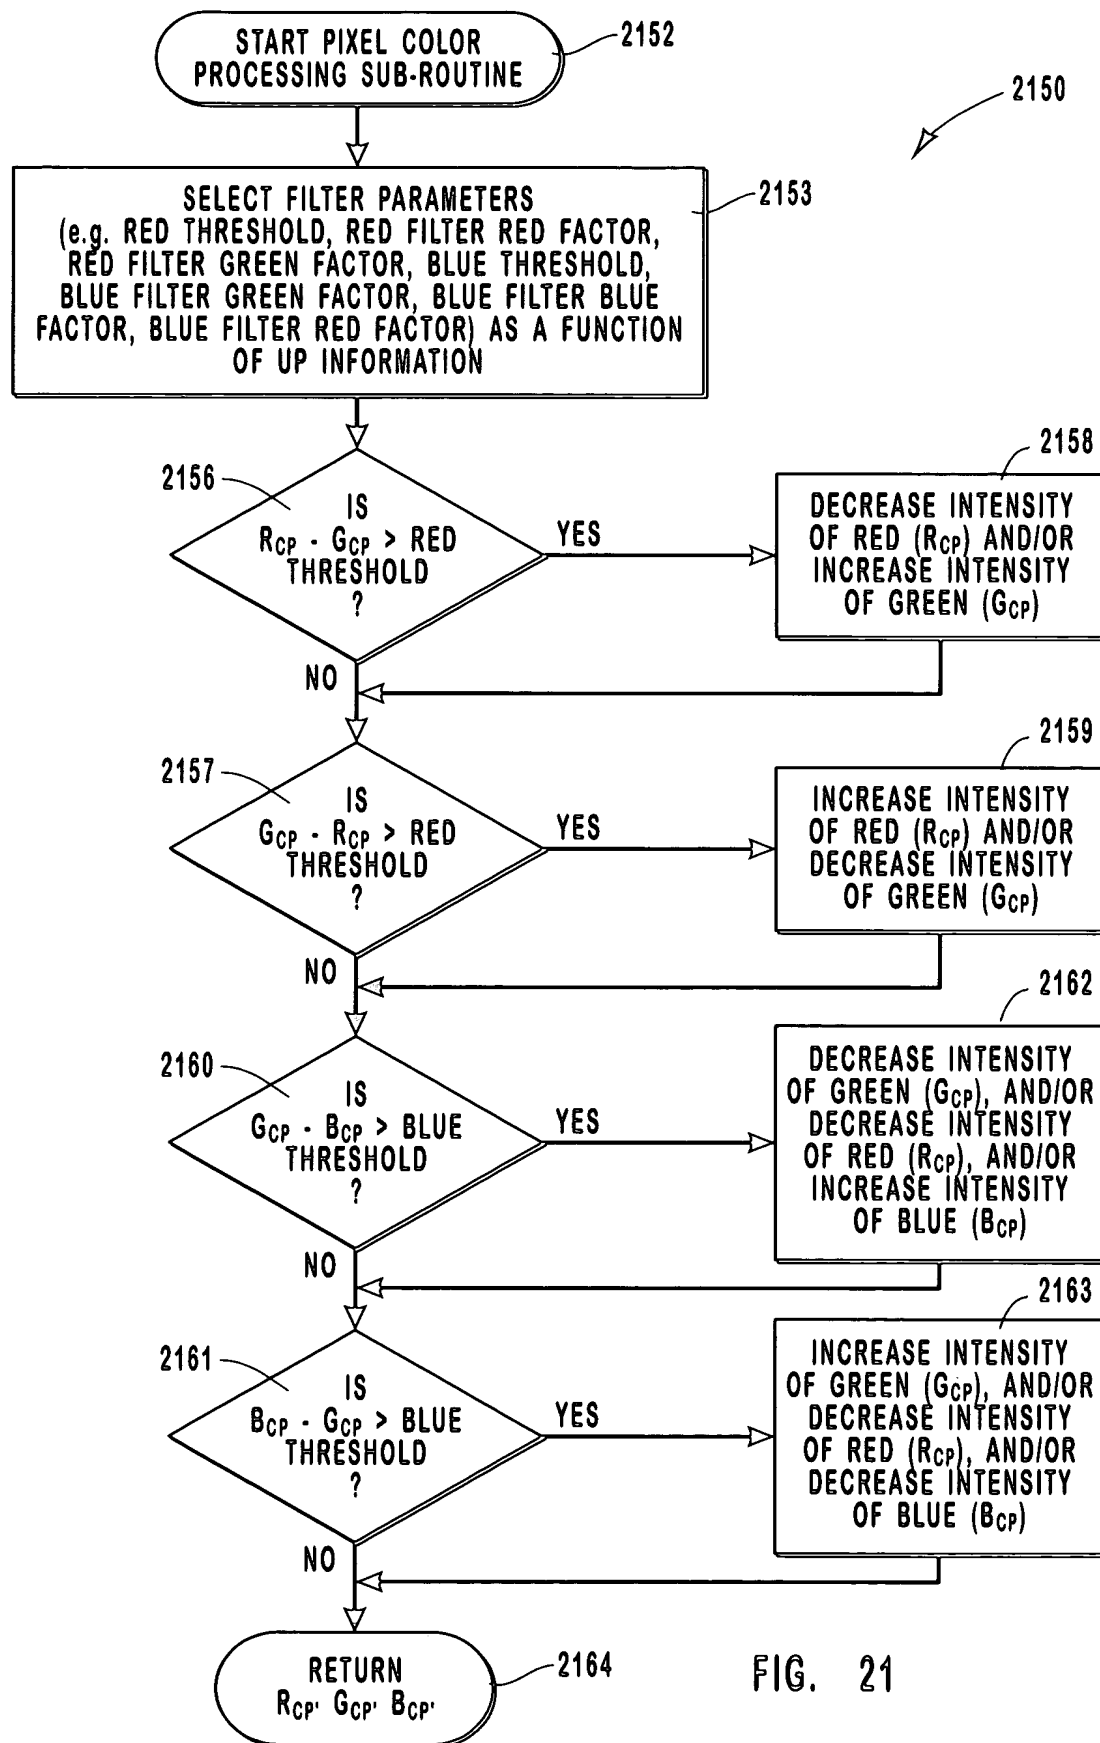 START PIXEL COLOR
PROCESSING SUB-ROUTINE
2152
2150
SELECT FILTER PARAMETERS
(e.g. RED THRESHOLD, RED FILTER RED FACTOR,
RED FILTER GREEN FACTOR, BLUE THRESHOLD,
BLUE FILTER GREEN FACTOR, BLUE FILTER BLUE
FACTOR, BLUE FILTER RED FACTOR) AS A FUNCTION
OF UP INFORMATION
2153
2156
IS
RCP - GCP > RED
THRESHOLD
?
YES
NO
2158
DECREASE INTENSITY
OF RED (RCP) AND/OR
INCREASE INTENSITY
OF GREEN (GCP)
2157
IS
GCP - RCP > RED
THRESHOLD
?
YES
NO
2159
INCREASE INTENSITY
OF RED (RCP) AND/OR
DECREASE INTENSITY
OF GREEN (GCP)
2160
IS
GCP - BCP > BLUE
THRESHOLD
?
YES
NO
2162
DECREASE INTENSITY
OF GREEN (GCP), AND/OR
DECREASE INTENSITY
OF RED (RCP), AND/OR
INCREASE INTENSITY
OF BLUE (BCP)
2161
IS
BCP - GCP > BLUE
THRESHOLD
?
YES
NO
2163
INCREASE INTENSITY
OF GREEN (GCP), AND/OR
DECREASE INTENSITY
OF RED (RCP), AND/OR
DECREASE INTENSITY
OF BLUE (BCP)
RETURN
RCP' GCP' BCP'
2164
FIG. 21